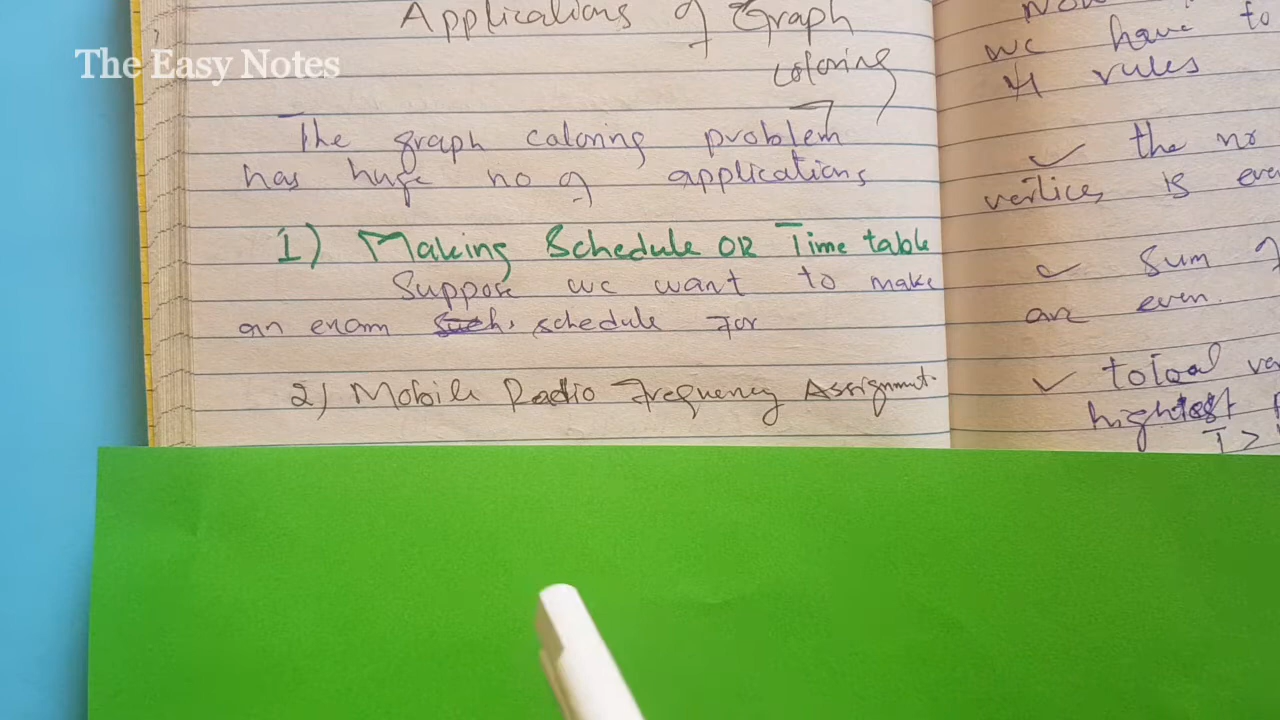 The Easy Notes
Applications of Graph
coloring
The graph coloring problem
has huge no of applications
1) Making Schedule OR Time table
Suppose we want to make
an exam schedule for
2) Mobile Radio Frequency Assignment.
we have to
4 rules
the no
vertices is
Sum
are even.
total
highest